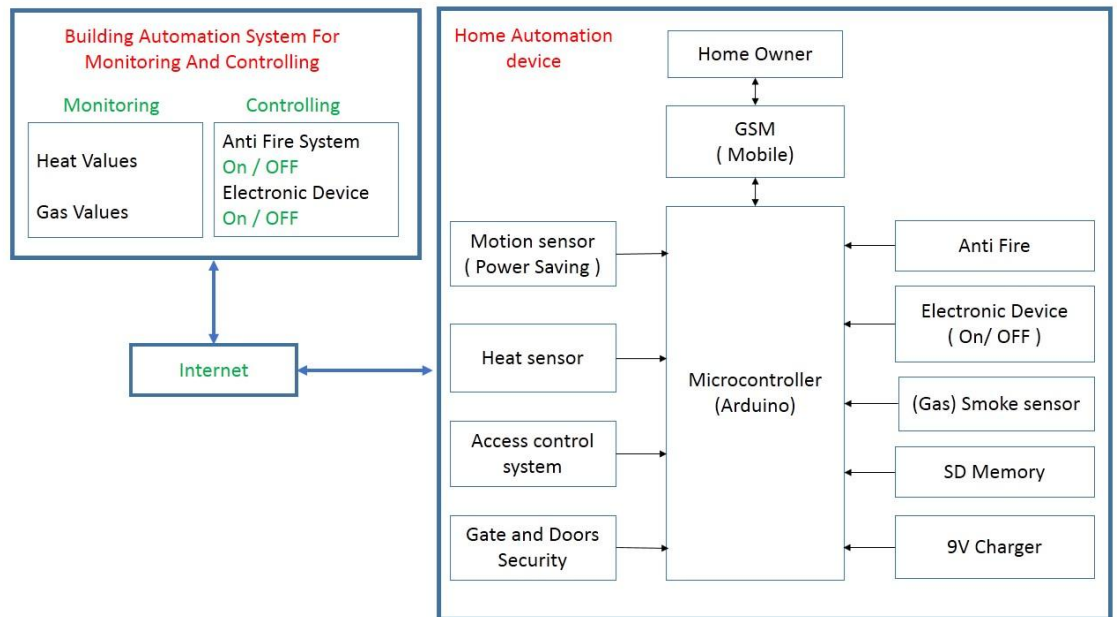 Building Automation System For
Monitoring And Controlling
Monitoring
Controlling
Heat Values
Gas Values
Anti Fire System
On / OFF
Electronic Device
On / OFF
Internet
Home Automation
device
Home Owner
GSM
( Mobile)
Motion sensor
( Power Saving )
Heat sensor
Access control
system
Gate and Doors
Security
Microcontroller
(Arduino)
Anti Fire
Electronic Device
( On/ OFF )
(Gas) Smoke sensor
SD Memory
9V Charger